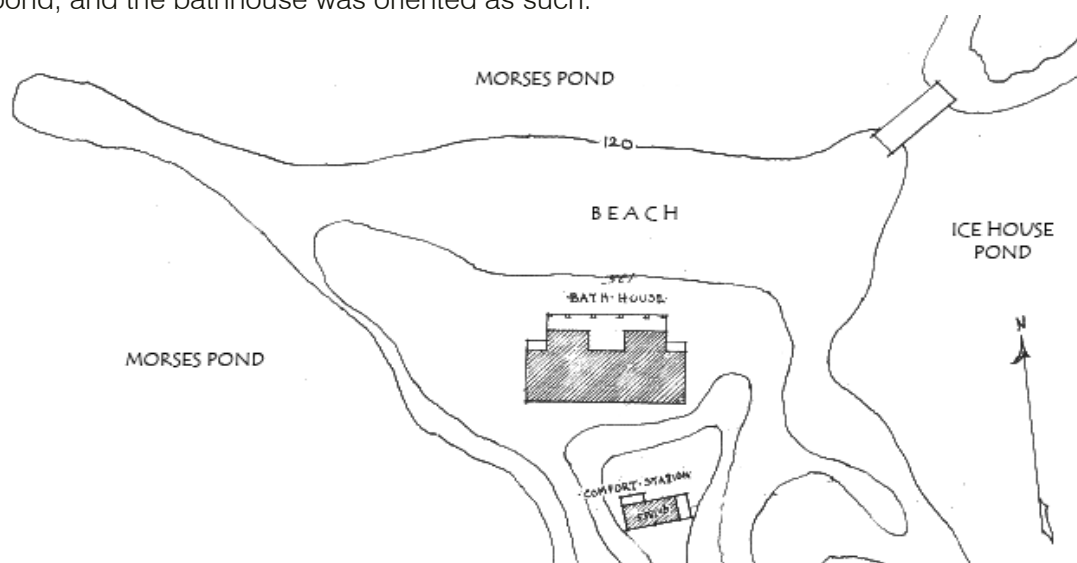 pond, and the bathhouse was oriented as such.
MORSES POND
120
BEACH
ICE HOUSE
POND
BATH·HOUSE·
N
MORSES POND
·COMFORT·STATION